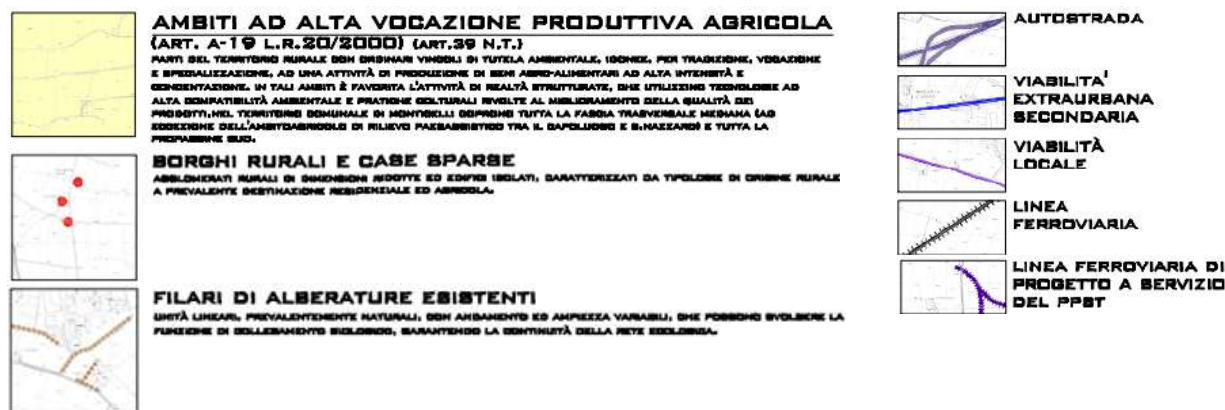 AMBITI AD ALTA VOCAZIONE PRODUTTIVA AGRICOLA
(ART. A-19 L.R.20/2000) (ART.39 N.T.)
PARTI DEL TERRITORIO RURALE CON ORDINARI VINCOLI DI TUTELA AMBIENTALE, IDONEE, PER TRADIZIONE, VOCAZIONE
E SPECIALIZZAZIONE, AD UNA ATTIVITÀ DI PRODUZIONE DI BENI AGRO-ALIMENTARI AD ALTA INTENSITÀ E
CONCENTRAZIONE. IN TALI AMBITI È FAVORITA L'ATTIVITÀ DI REALTÀ STRUTTURATE, CHE UTILIZZINO TECNOLOGIE AD
ALTA COMPATIBILITÀ AMBIENTALE E PRATICHE COLTURALI RIVOLTE AL MIGLIORAMENTO DELLA QUALITÀ DEI
PRODOTTI.NEL TERRITORIO COMUNALE DI MONTICELLI COPRONO TUTTA LA FASCIA TRASVERSALE MEDIANA (AD
ECCEZIONE DELL'AMBITOAGRICOLO DI RILIEVO PAESAGGISTICO TRA IL CAPOLUOGO E S.NAZZARO) E TUTTA LA
PROPAGGINE SUD.
BORGHI RURALI E CASE SPARSE
AGGLOMERATI RURALI DI DIMENSIONI RIDOTTE ED EDIFICI ISOLATI, CARATTERIZZATI DA TIPOLOGIE DI ORIGINE RURALE
A PREVALENTE DESTINAZIONE RESIDENZIALE ED AGRICOLA.
FILARI DI ALBERATURE ESISTENTI
UNITÀ LINEARI, PREVALENTEMENTE NATURALI, CON ANDAMENTO ED AMPIEZZA VARIABILI, CHE POSSONO SVOLGERE LA
FUNZIONE DI COLLEGAMENTO BIOLOGICO, GARANTENDO LA CONTINUITÀ DELLA RETE ECOLOGICA.
AUTOSTRADA
VIABILITA'
EXTRAURBANA
SECONDARIA
VIABILITÀ
LOCALE
LINEA
FERROVIARIA
LINEA FERROVIARIA DI
PROGETTO A SERVIZIO
DEL PPST